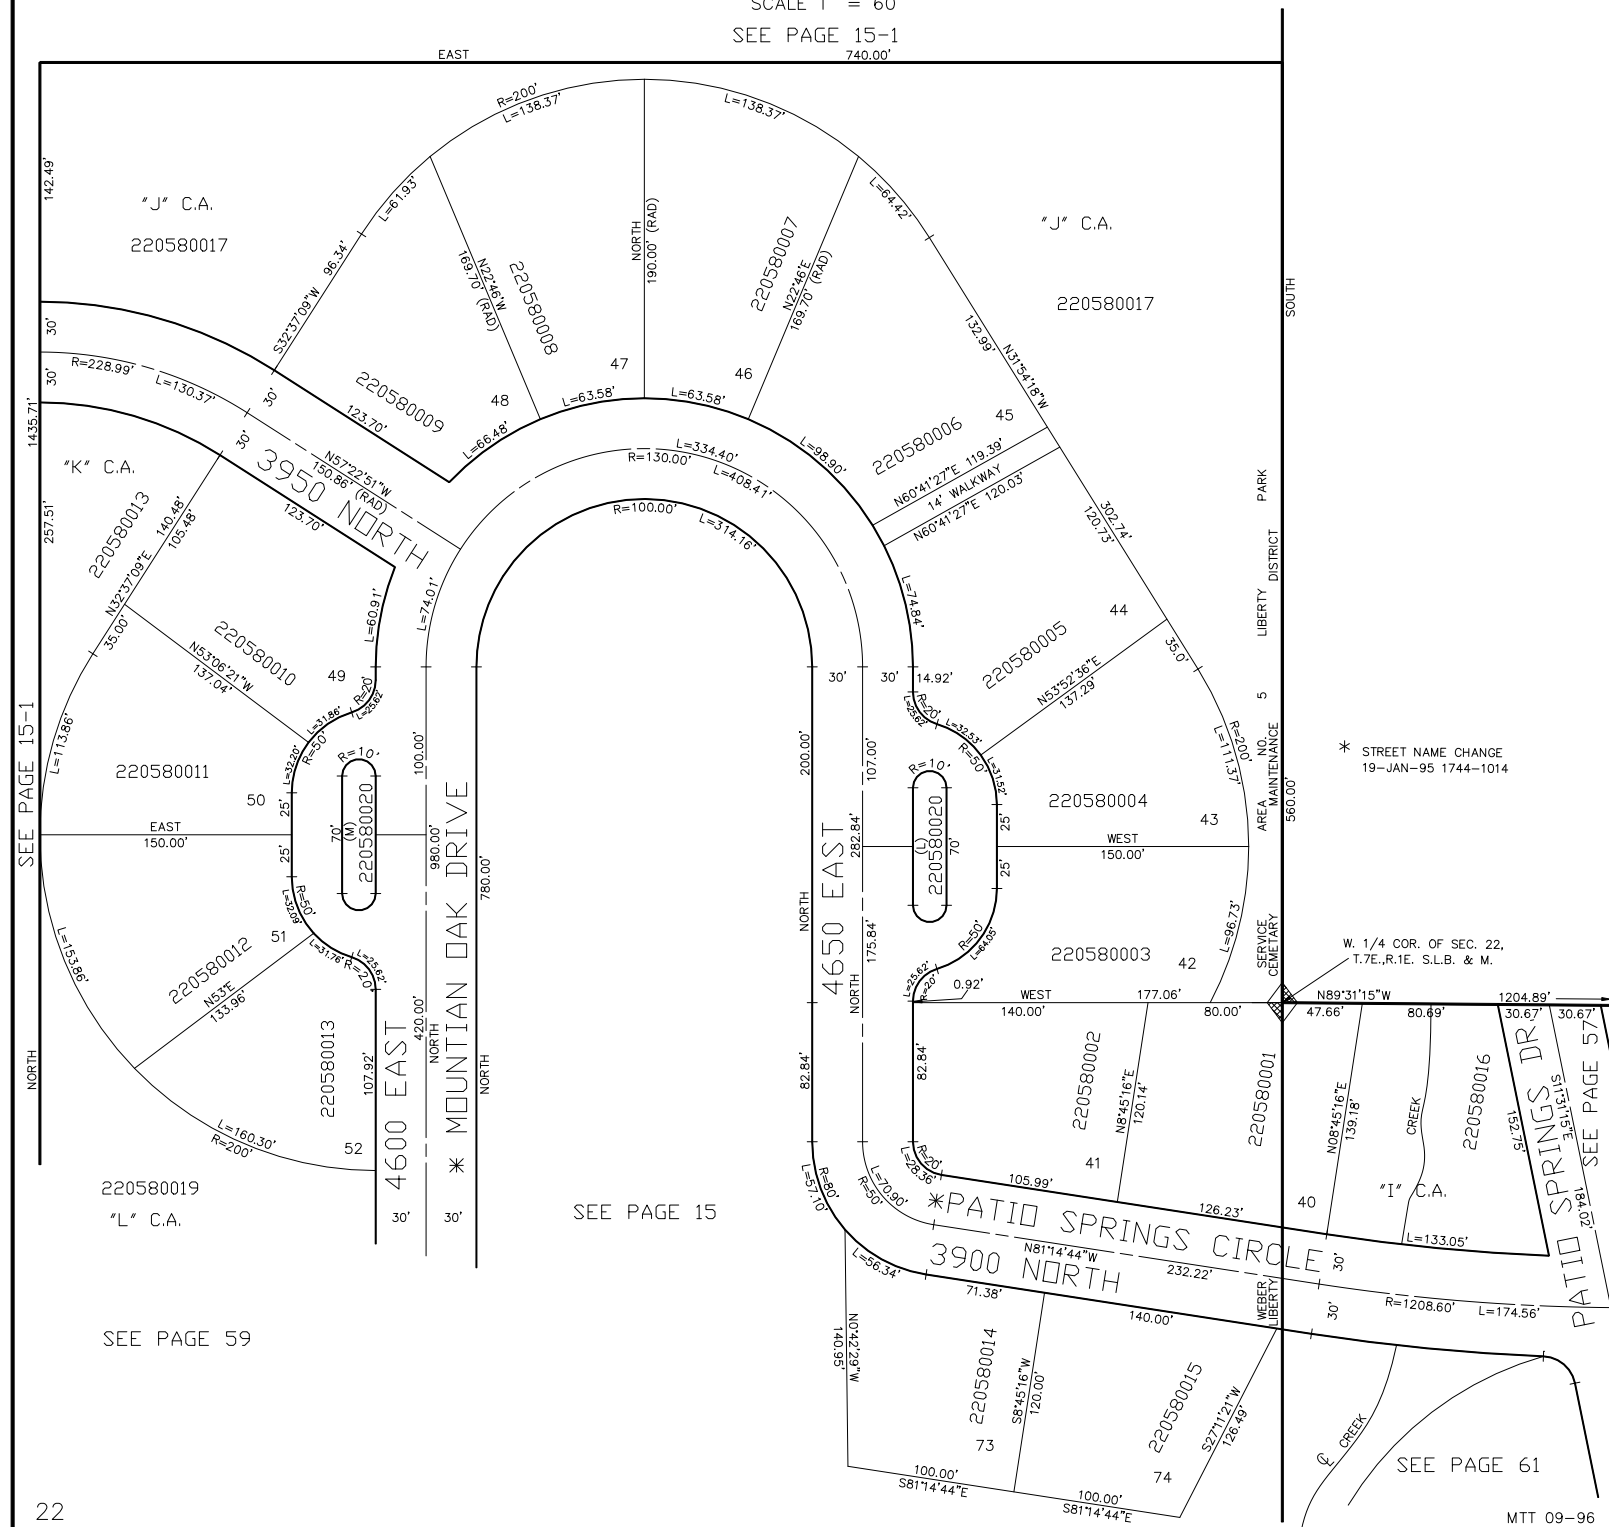 SCALE 1" = 60'
SEE PAGE 15-1
EAST
740.00'
R=200'
L=138.37'
L=138.37'
142.49'
"J" C.A.
220580017
L=61.93'
96.34'
S32°37'09"W
N22°46'W
169.70' (RAD)
220580008
NORTH
190.00' (RAD)
220580007
N22°46'E
169.70' (RAD)
L=64.42'
"J" C.A.
220580017
132.99'
N31°54'18"W
SOUTH
30'
30'
R=228.99'
L=130.37'
30'
30'
220580009
123.70'
48
47
46
45
L=66.48'
L=63.58'
L=63.58'
L=98.90'
1435.71'
"K" C.A.
3950 NORTH
N57°22'51"W
150.86' (RAD)
123.70'
L=334.40'
R=130.00'
L=408.41'
R=100.00'
L=314.16'
220580006
N60°41'27"E 119.39'
14' WALKWAY
N60°41'27"E 120.03'
302.74'
120.73'
257.51'
220580013
140.48'
105.48'
N32°37'09"E
35.00'
L=60.91'
L=74.01'
L=74.84'
44
220580005
N53°52'36"E
137.29'
35.0'
LIBERTY DISTRICT PARK
220580010
N53°06'21"W
137.04'
49
R=20'
L=25.62'
L=31.86'
R=50'
L=32.20'
L=113.86'
SEE PAGE 15-1
220580011
50
25'
EAST
150.00'
25'
R=10'
70'
(M)
220580020
100.00'
980.00'
* MOUNTIAN OAK DRIVE
780.00'
200.00'
30'
30'
14.92'
107.00'
282.84'
4650 EAST
NORTH
NORTH
175.84'
R=20'
L=25.62'
L=32.53'
R=50'
L=31.52'
R=10'
(L)
220580020
70'
25'
25'
220580004
43
WEST
150.00'
R=200'
L=111.37'
AREA NO. 5
MAINTENANCE
560.00'
* STREET NAME CHANGE
19-JAN-95 1744-1014
R=50'
L=32.09'
51
L=31.76'
R=20'
L=25.62'
220580012
N53°E
133.96'
L=153.86'
R=50'
L=64.05'
L=25.62'
R=20'
0.92'
220580003
42
L=96.73'
SERVICE
CEMETARY
W. 1/4 COR. OF SEC. 22,
T.7E.,R.1E. S.L.B. & M.
WEST
177.06'
140.00'
80.00'
N89°31'15"W
1204.89'
47.66'
80.69'
30.67'
30.67'
NORTH
220580013
107.92'
4600 EAST
420.00'
NORTH
NORTH
L=160.30'
R=200'
52
220580019
"L" C.A.
30'
30'
SEE PAGE 15
82.84'
82.84'
220580002
N8°45'16"E
120.14'
220580001
N08°45'16"E
139.18'
CREEK
220580016
152.75'
PATIO SPRINGS DR.
S11°31'15"E
184.02'
SEE PAGE 57
41
40
"I" C.A.
R=80'
L=57.10'
L=70.90'
R=50'
R=20'
L=28.36'
105.99'
126.23'
L=133.05'
*PATIO SPRINGS CIRCLE
3900 NORTH
N81°14'44"W
232.22'
30'
30'
R=1208.60'
L=174.56'
L=56.34'
71.38'
140.00'
WEBER
LIBERTY
SEE PAGE 59
N0°42'29"W
140.95'
220580014
73
S8°45'16"W
120.00'
220580015
74
S27°11'21"W
126.49'
100.00'
S81°14'44"E
100.00'
S81°14'44"E
℄ CREEK
SEE PAGE 61
22
MTT 09-96